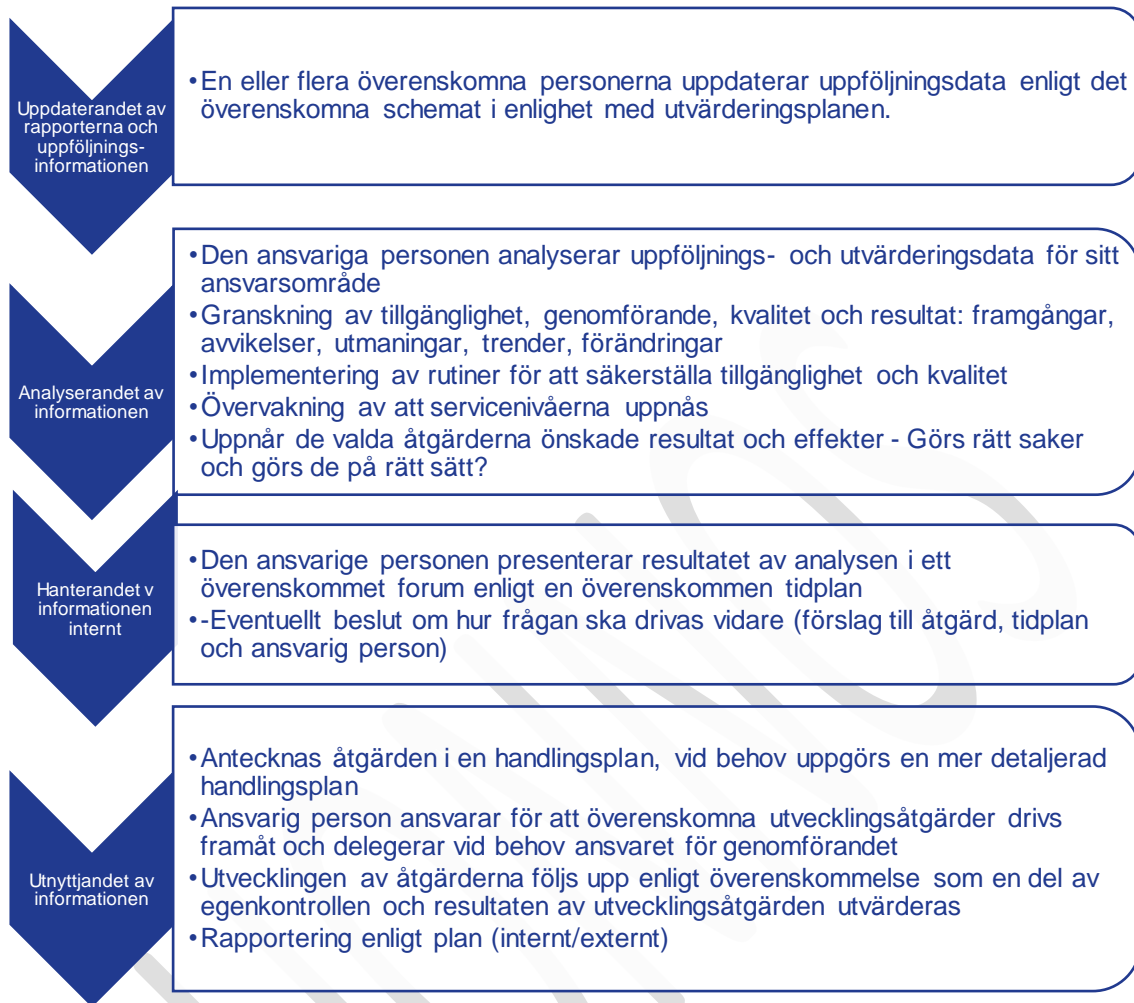 Uppdaterandet av
rapporterna och
uppföljnings-
informationen
•En eller flera överenskomna personerna uppdaterar uppföljningsdata enligt det
överenskomna schemat i enlighet med utvärderingsplanen.
Analyserandet av
informationen
•Den ansvariga personen analyserar uppföljnings- och utvärderingsdata för sitt
ansvarsområde
•Granskning av tillgänglighet, genomförande, kvalitet och resultat: framgångar,
avvikelser, utmaningar, trender, förändringar
•Implementering av rutiner för att säkerställa tillgänglighet och kvalitet
•Övervakning av att servicenivåerna uppnås
•Uppnår de valda åtgärderna önskade resultat och effekter - Görs rätt saker
och görs de på rätt sätt?
Hanterandet v
informationen
internt
•Den ansvarige personen presenterar resultatet av analysen i ett
överenskommet forum enligt en överenskommen tidplan
•-Eventuellt beslut om hur frågan ska drivas vidare (förslag till åtgärd, tidplan
och ansvarig person)
Utnyttjandet av
informationen
•Antecknas åtgärden i en handlingsplan, vid behov uppgörs en mer detaljerad
handlingsplan
•Ansvarig person ansvarar för att överenskomna utvecklingsåtgärder drivs
framåt och delegerar vid behov ansvaret för genomförandet
•Utvecklingen av åtgärderna följs upp enligt överenskommelse som en del av
egenkontrollen och resultaten av utvecklingsåtgärden utvärderas
•Rapportering enligt plan (internt/externt)